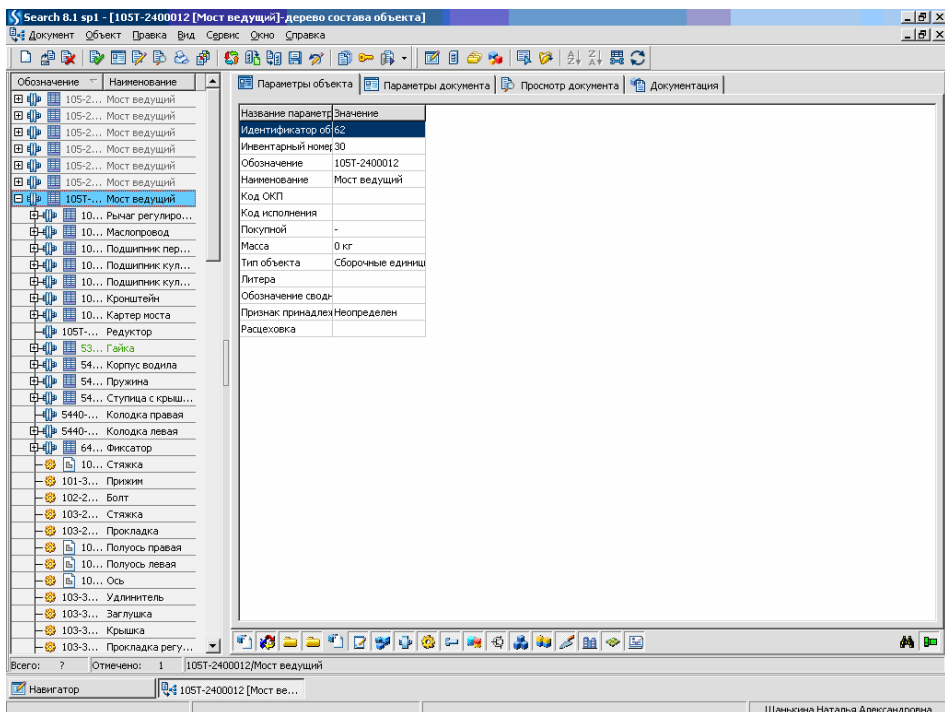 Search 8.1 sp1 - [105T-2400012 [Мост ведущий]-дерево состава объекта]
Документ Объект Правка Вид Сервис Окно Справка
Обозначение Наименование
105-2... Мост ведущий
105-2... Мост ведущий
105-2... Мост ведущий
105-2... Мост ведущий
105-2... Мост ведущий
105-2... Мост ведущий
105T-... Мост ведущий
10... Рычаг регулиро...
10... Маслопровод
10... Подшипник пер...
10... Подшипник кул...
10... Подшипник кул...
10... Кронштейн
10... Картер моста
105T-... Редуктор
53... Гайка
54... Корпус водила
54... Пружина
54... Ступица с крыш...
5440-... Колодка правая
5440-... Колодка левая
64... Фиксатор
10... Стяжка
101-3... Прижим
102-2... Болт
103-2... Стяжка
103-2... Прокладка
10... Полуось правая
10... Полуось левая
10... Ось
103-3... Удлинитель
103-3... Заглушка
103-3... Крышка
103-3... Прокладка регу...
Параметры объекта Параметры документа Просмотр документа Документация
Название параметр Значение
Идентификатор об 62
Инвентарный номер 30
Обозначение 105T-2400012
Наименование Мост ведущий
Код ОКП
Код исполнения
Покупной -
Масса 0 кг
Тип объекта Сборочные единиц
Литера
Обозначение сводн
Признак принадлеж Неопределен
Расцеховка
Всего: ? Отмечено: 1 105T-2400012/Мост ведущий
Навигатор 105T-2400012 [Мост ве...
Шанькина Наталья Александровна